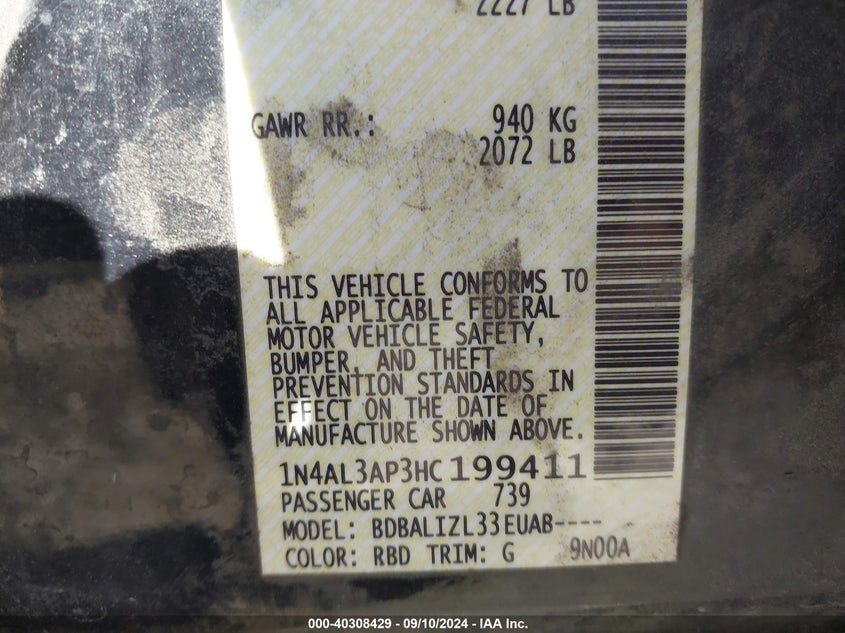 2227 LB
GAWR RR.: 940 KG
2072 LB
THIS VEHICLE CONFORMS TO
ALL APPLICABLE FEDERAL
MOTOR VEHICLE SAFETY,
BUMPER, AND THEFT
PREVENTION STANDARDS IN
EFFECT ON THE DATE OF
MANUFACTURE SHOWN ABOVE.
1N4AL3AP3HC199411
PASSENGER CAR 739
MODEL: BDBALIZL33EUAB----
COLOR: RBD TRIM: G 9N00A
000-40308429 - 09/10/2024 - IAA Inc.